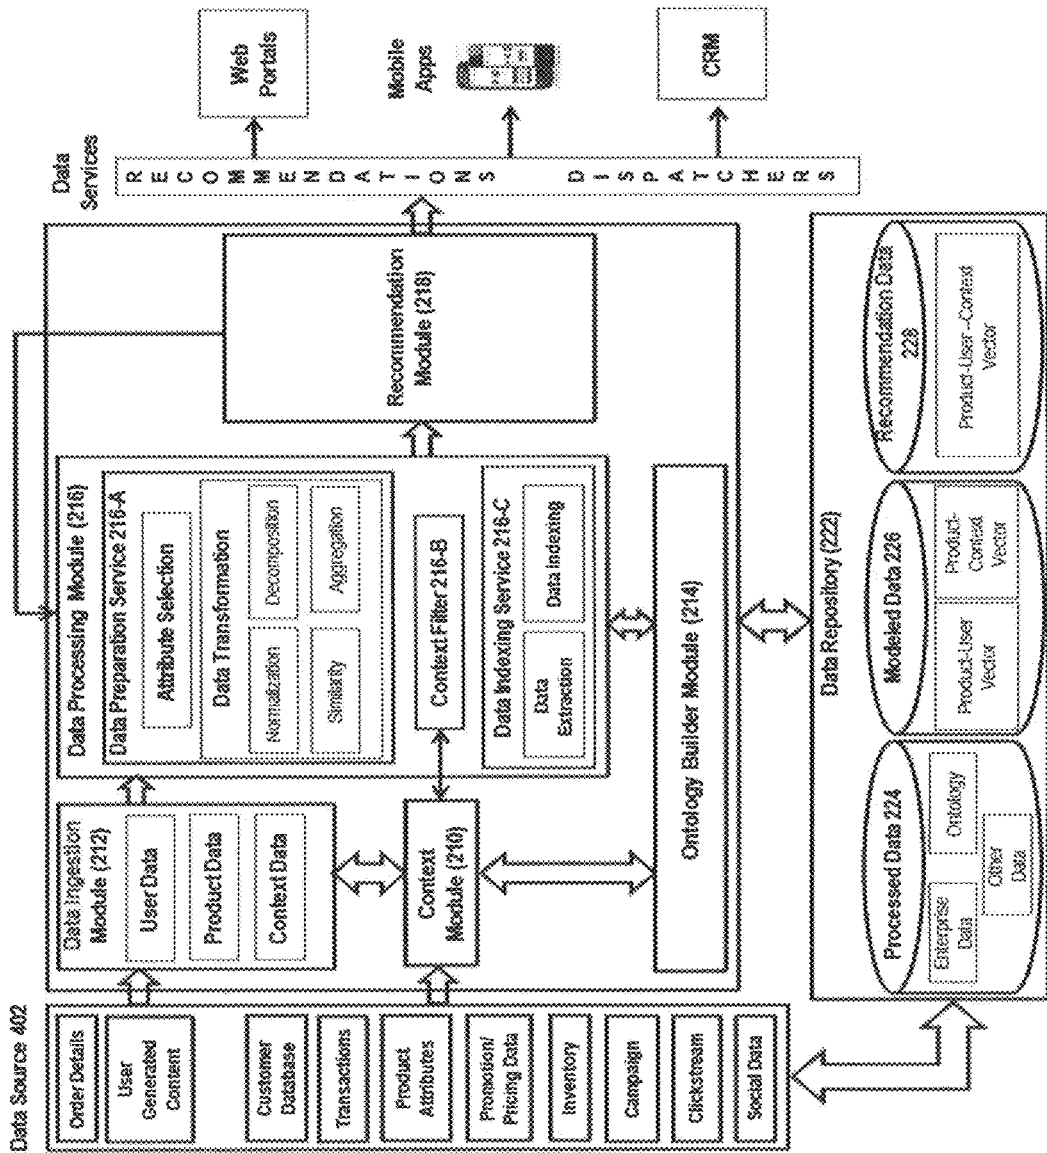 Data Source 402
Order Details
User
Generated
Content
Customer
Database
Transactions
Product
Attributes
Promotion/
Pricing Data
Inventory
Campaign
Clickstream
Social Data
Data Ingestion
Module (212)
User Data
Product Data
Context Data
Context
Module (210)
Data Processing Module (216)
Data Preparation Service 216-A
Attribute Selection
Data Transformation
Normalization
Decomposition
Similarity
Aggregation
Context Filter 216-B
Data Indexing Service 216-C
Data
Extraction
Data Indexing
Ontology Builder Module (214)
Recommendation
Module (218)
Data
Services
RECOMMENDATIONS DISPATCHERS
Web
Portals
Mobile
Apps
CRM
Data Repository (222)
Processed Data 224
Enterprise
Data
Ontology
Other
Data
Modeled Data 226
Product-User
Vector
Product-
Context
Vector
Recommendation Data
228
Product-User-Context
Vector